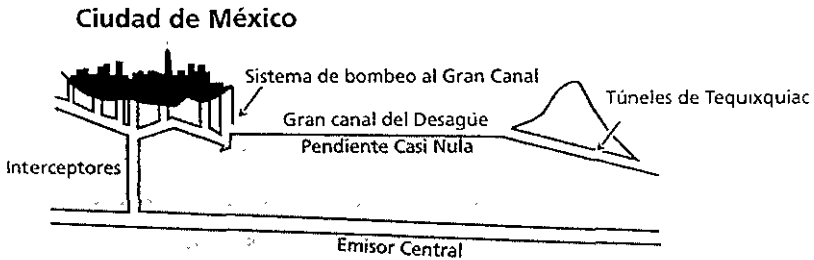 Ciudad de México
Sistema de bombeo al Gran Canal
Túneles de Tequixquiac
Gran canal del Desagüe
Pendiente Casi Nula
Interceptores
Emisor Central